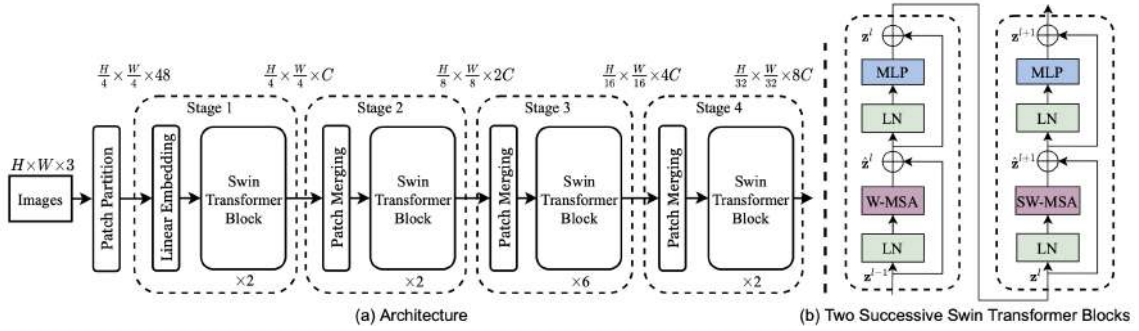 H/4 × W/4 × 48
H/4 × W/4 × C
H/8 × W/8 × 2C
H/16 × W/16 × 4C
H/32 × W/32 × 8C
Stage 1
Stage 2
Stage 3
Stage 4
H×W×3
Images
Patch Partition
Linear Embedding
Swin
Transformer
Block
×2
Patch Merging
Swin
Transformer
Block
×2
Patch Merging
Swin
Transformer
Block
×6
Patch Merging
Swin
Transformer
Block
×2
(a) Architecture
z^l
MLP
LN
ẑ^l
W-MSA
LN
z^{l-1}
z^{l+1}
MLP
LN
ẑ^{l+1}
SW-MSA
LN
z^l
(b) Two Successive Swin Transformer Blocks